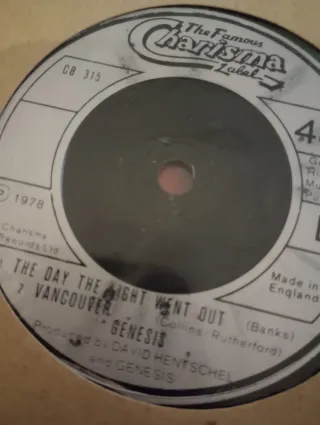 The Famous
Charisma
Label
CB 315
4
℗ 1978
Charisma
Records Ltd
Made in
England
1 THE DAY THE LIGHT WENT OUT (Banks)
2 VANCOUVER (Collins-Rutherford)
GENESIS
Produced by DAVID HENTSCHEL
and GENESIS